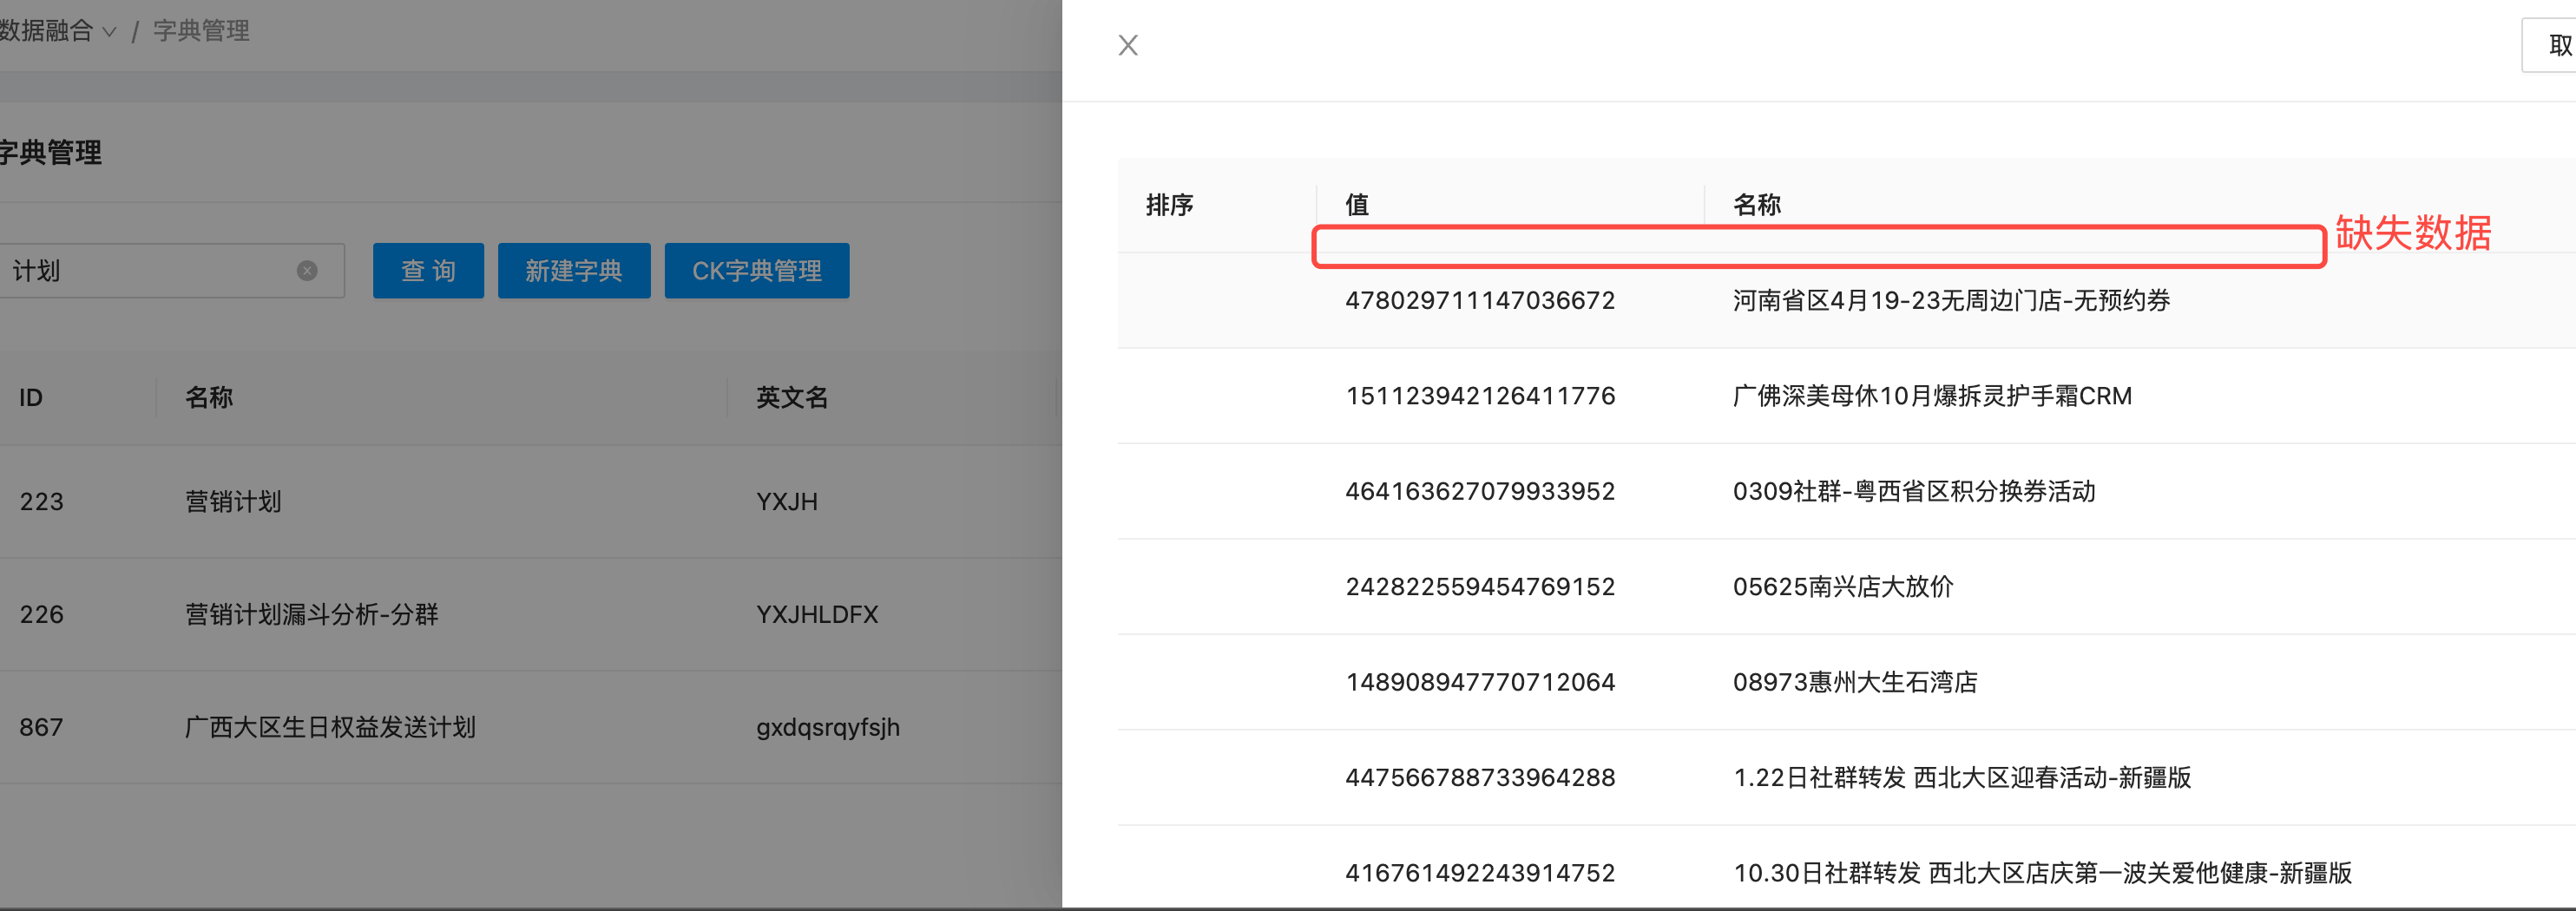 数据融合 / 字典管理
取
字典管理
计划
查 询
新建字典
CK字典管理
ID 名称 英文名
223 营销计划 YXJH
226 营销计划漏斗分析-分群 YXJHLDFX
867 广西大区生日权益发送计划 gxdqsrqyfsjh
排序 值 名称
缺失数据
478029711147036672 河南省区4月19-23无周边门店-无预约券
151123942126411776 广佛深美母休10月爆拆灵护手霜CRM
464163627079933952 0309社群-粤西省区积分换券活动
242822559454769152 05625南兴店大放价
148908947770712064 08973惠州大生石湾店
447566788733964288 1.22日社群转发 西北大区迎春活动-新疆版
416761492243914752 10.30日社群转发 西北大区店庆第一波关爱他健康-新疆版